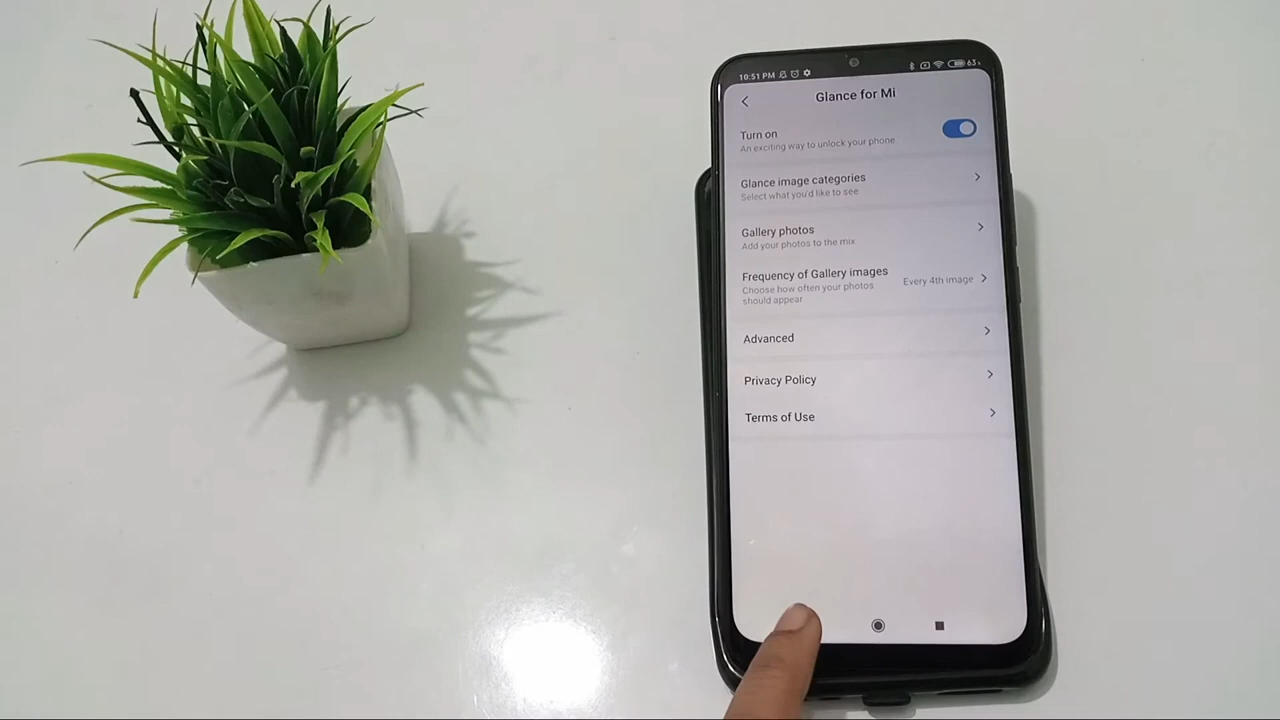 10:51 PM 63
Glance for Mi
Turn on
An exciting way to unlock your phone
Glance image categories
Select what you'd like to see
Gallery photos
Add your photos to the mix
Frequency of Gallery images
Choose how often your photos
should appear
Every 4th image
Advanced
Privacy Policy
Terms of Use